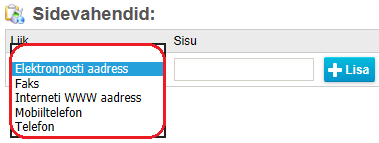 Sidevahendid:
Liik Sisu
Elektronposti aadress
Lisa
Faks
Interneti WWW aadress
Mobiiltelefon
Telefon